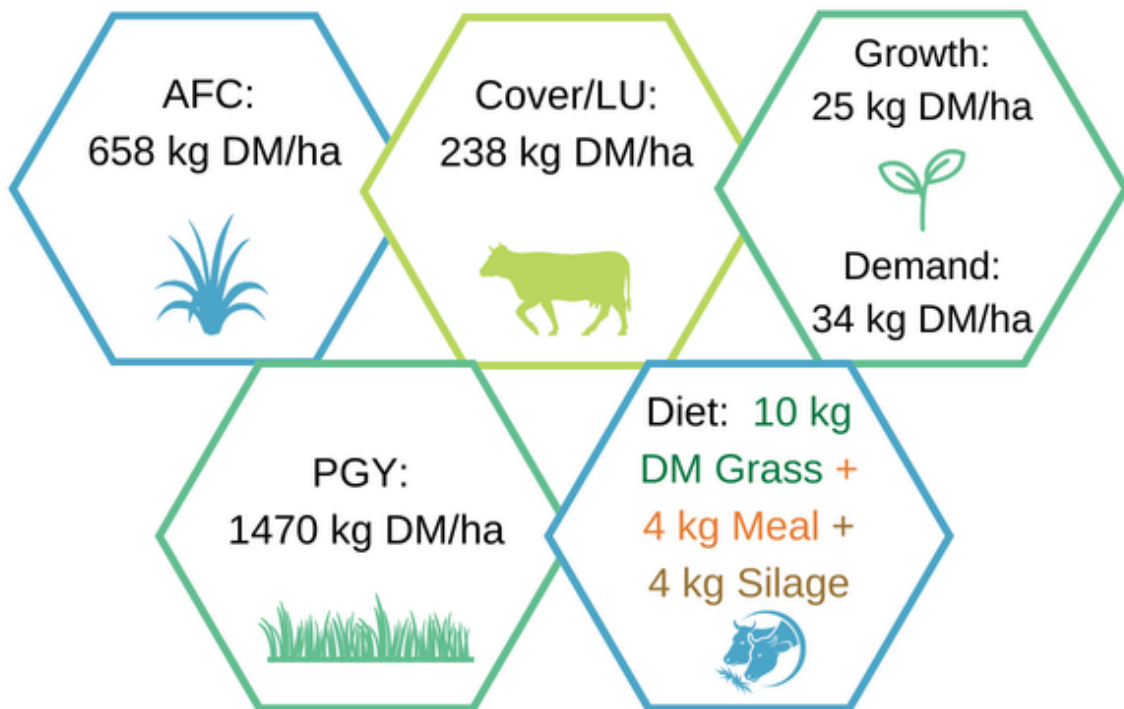 AFC:
658 kg DM/ha
Cover/LU:
238 kg DM/ha
Growth:
25 kg DM/ha
Demand:
34 kg DM/ha
PGY:
1470 kg DM/ha
Diet: 10 kg
DM Grass +
4 kg Meal +
4 kg Silage